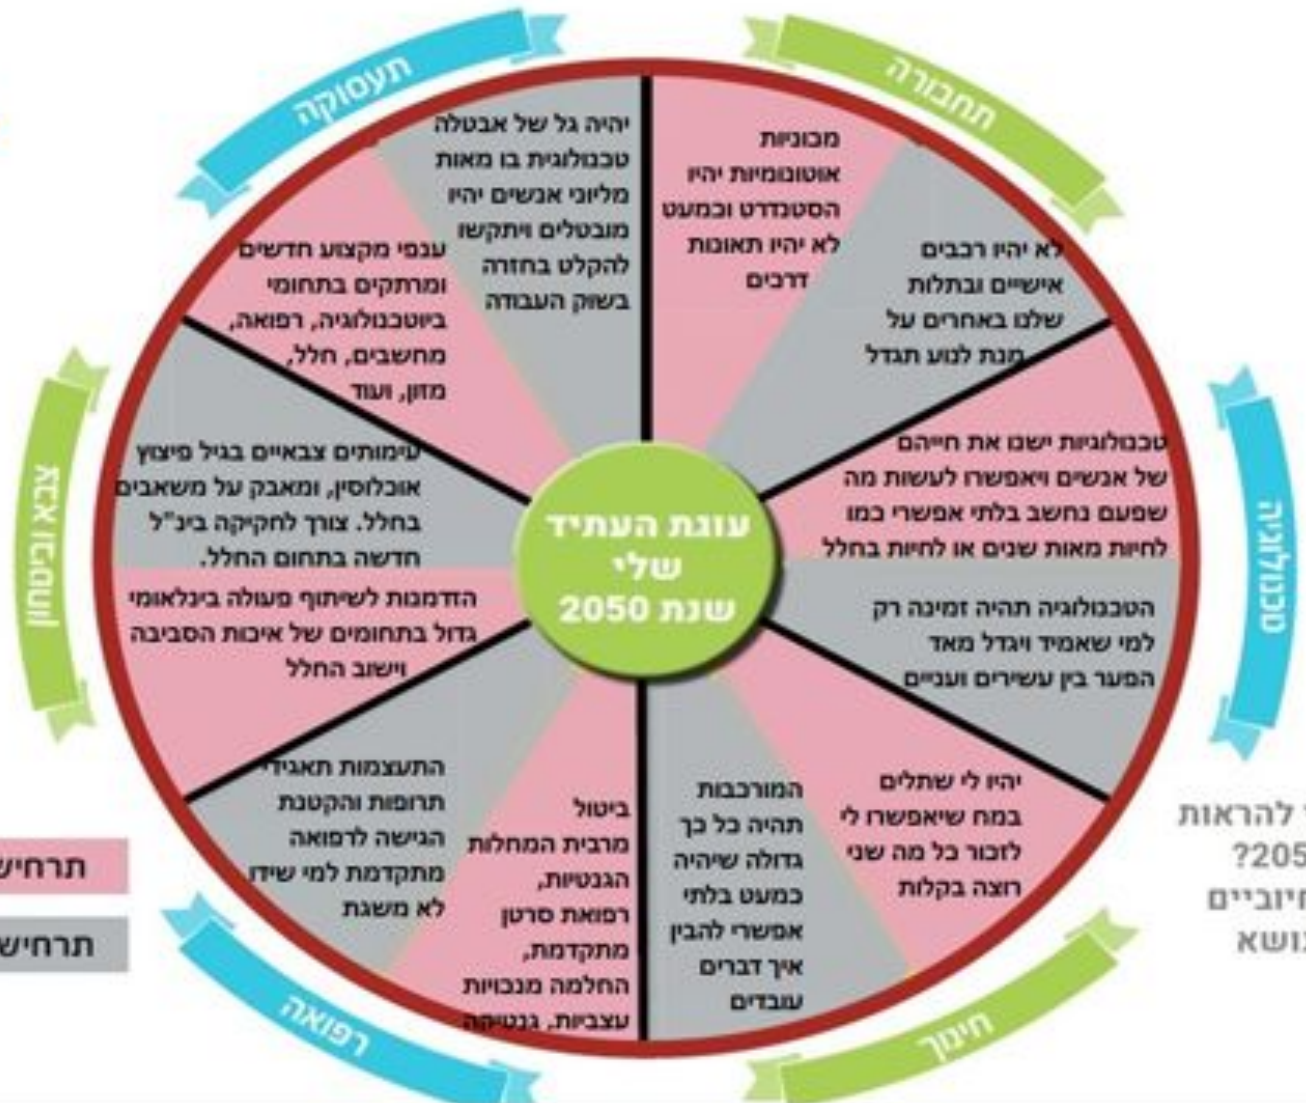 תחבורה
מכוניות
אוטונומיות יהיו
הסטנדרט וכמעט
לא יהיו תאונות
דרכים
לא יהיו רכבים
אישיים ובתלות
שלנו באחרים על
מנת לנוע תגדל
טכנולוגיה
טכנולוגיות ישנו את חייהם
של אנשים ויאפשרו לעשות מה
שפעם נחשב בלתי אפשרי כמו
לחיות מאות שנים או לחיות בחלל
הטכנולוגיה תהיה זמינה רק
למי שאמיד ויגדל מאד
הפער בין עשירים ועניים
חינוך
יהיו לי שתלים
במח שיאפשרו לי
לזכור כל מה שני
רוצה בקלות
המורכבות
תהיה כל כך
גדולה שיהיה
כמעט בלתי
אפשרי להבין
איך דברים
עובדים
רפואה
ביטול
מרבית המחלות
הגנטיות,
רפואת סרטן
מתקדמת,
החלמה מנכויות
עצביות, גנטיקה
התעצמות תאגידי
תרופות והקטנת
הגישה לרפואה
מתקדמת למי שידו
לא משגת
צבא וביטחון
הזדמנות לשיתוף פעולה בינלאומי
גדול בתחומים של איכות הסביבה
ויישוב החלל
עימותים צבאיים בגיל פיצוץ
אוכלוסין, ומאבק על משאבים
בחלל. צורך לחקיקה בינ"ל
חדשה בתחום החלל.
תעסוקה
ענפי מקצוע חדשים
ומרתקים בתחומי
ביוטכנולוגיה, רפואה,
מחשבים, חלל,
מזון, ועוד
יהיה גל של אבטלה
טכנולוגית בו מאות
מליוני אנשים יהיו
מובטלים ויתקשו
להקלט בחזרה
בשוק העבודה
עוגת העתיד
שלי
שנת 2050
להראות
205?
חיוביים
תרחיש
תרחיש